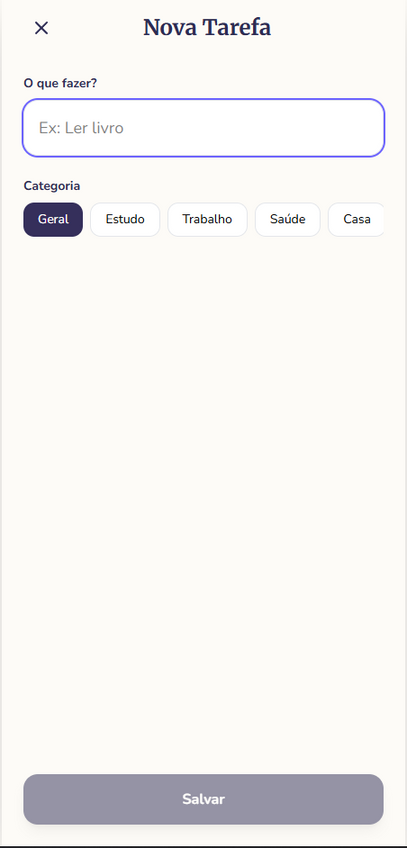 Nova Tarefa
O que fazer?
Ex: Ler livro
Categoria
Geral Estudo Trabalho Saúde Casa
Salvar